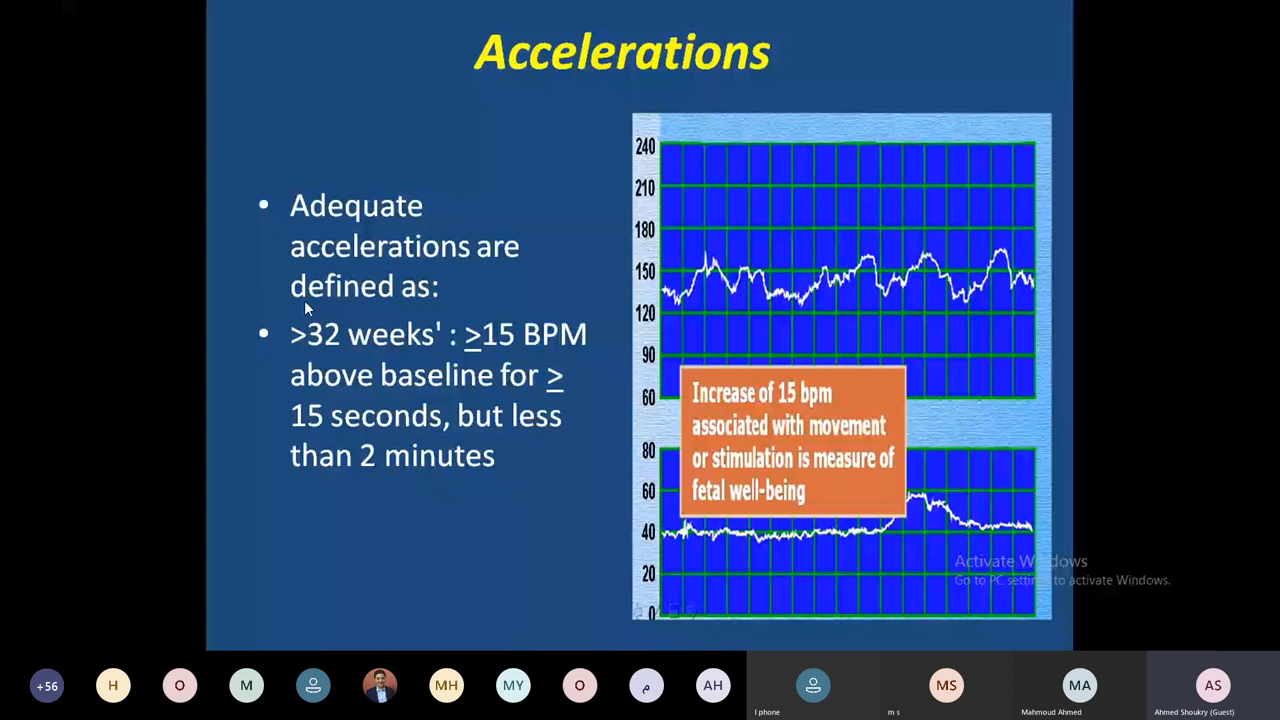 Accelerations
• Adequate
accelerations are
defined as:
• >32 weeks' : >15 BPM
above baseline for >
15 seconds, but less
than 2 minutes
240
210
180
150
120
90
60
Increase of 15 bpm
associated with movement
or stimulation is measure of
fetal well-being
80
60
40
20
0
Activate Windows
Go to PC settings to activate Windows.
+56
H
O
M
MH
MY
O
م
AH
I phone
MS
m s
MA
Mahmoud Ahmed
AS
Ahmed Shoukry (Guest)